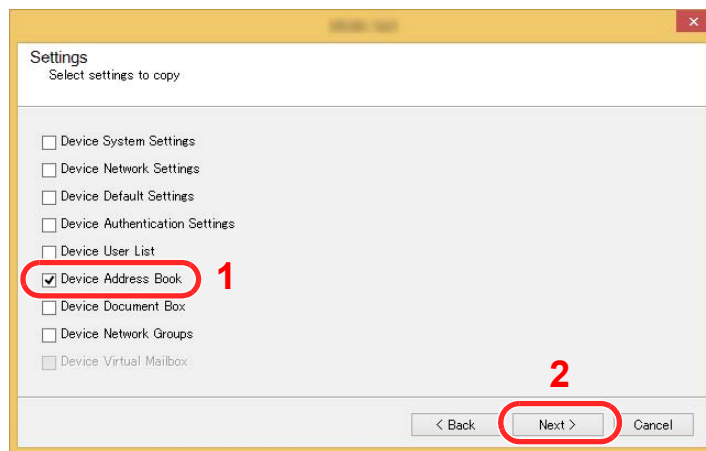 Settings
Select settings to copy
Device System Settings
Device Network Settings
Device Default Settings
Device Authentication Settings
Device User List
Device Address Book
1
Device Document Box
Device Network Groups
Device Virtual Mailbox
2
< Back
Next >
Cancel